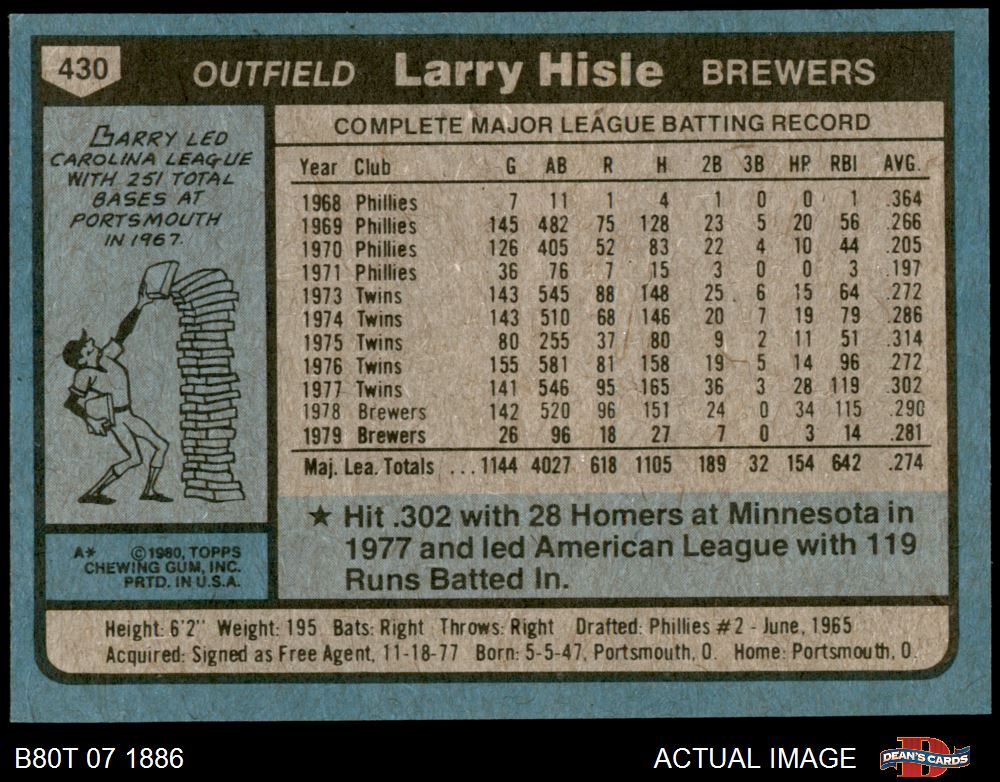 430 OUTFIELD Larry Hisle BREWERS
LARRY LED
CAROLINA LEAGUE
WITH 251 TOTAL
BASES AT
PORTSMOUTH
IN 1967.
A* ©1980, TOPPS
CHEWING GUM, INC.
PRTD. IN U.S.A.
COMPLETE MAJOR LEAGUE BATTING RECORD
Year Club G AB R H 2B 3B HP RBI AVG.
1968 Phillies 7 11 1 4 1 0 0 1 .364
1969 Phillies 145 482 75 128 23 5 20 56 .266
1970 Phillies 126 405 52 83 22 4 10 44 .205
1971 Phillies 36 76 7 15 3 0 0 3 .197
1973 Twins 143 545 88 148 25 6 15 64 .272
1974 Twins 143 510 68 146 20 7 19 79 .286
1975 Twins 80 255 37 80 9 2 11 51 .314
1976 Twins 155 581 81 158 19 5 14 96 .272
1977 Twins 141 546 95 165 36 3 28 119 .302
1978 Brewers 142 520 96 151 24 0 34 115 .290
1979 Brewers 26 96 18 27 7 0 3 14 .281
Maj. Lea. Totals ...1144 4027 618 1105 189 32 154 642 .274
★ Hit .302 with 28 Homers at Minnesota in
1977 and led American League with 119
Runs Batted In.
Height: 6'2" Weight: 195 Bats: Right Throws: Right Drafted: Phillies #2 - June, 1965
Acquired: Signed as Free Agent, 11-18-77 Born: 5-5-47, Portsmouth, O. Home: Portsmouth, O.
B80T 07 1886 ACTUAL IMAGE DEAN'S CARDS